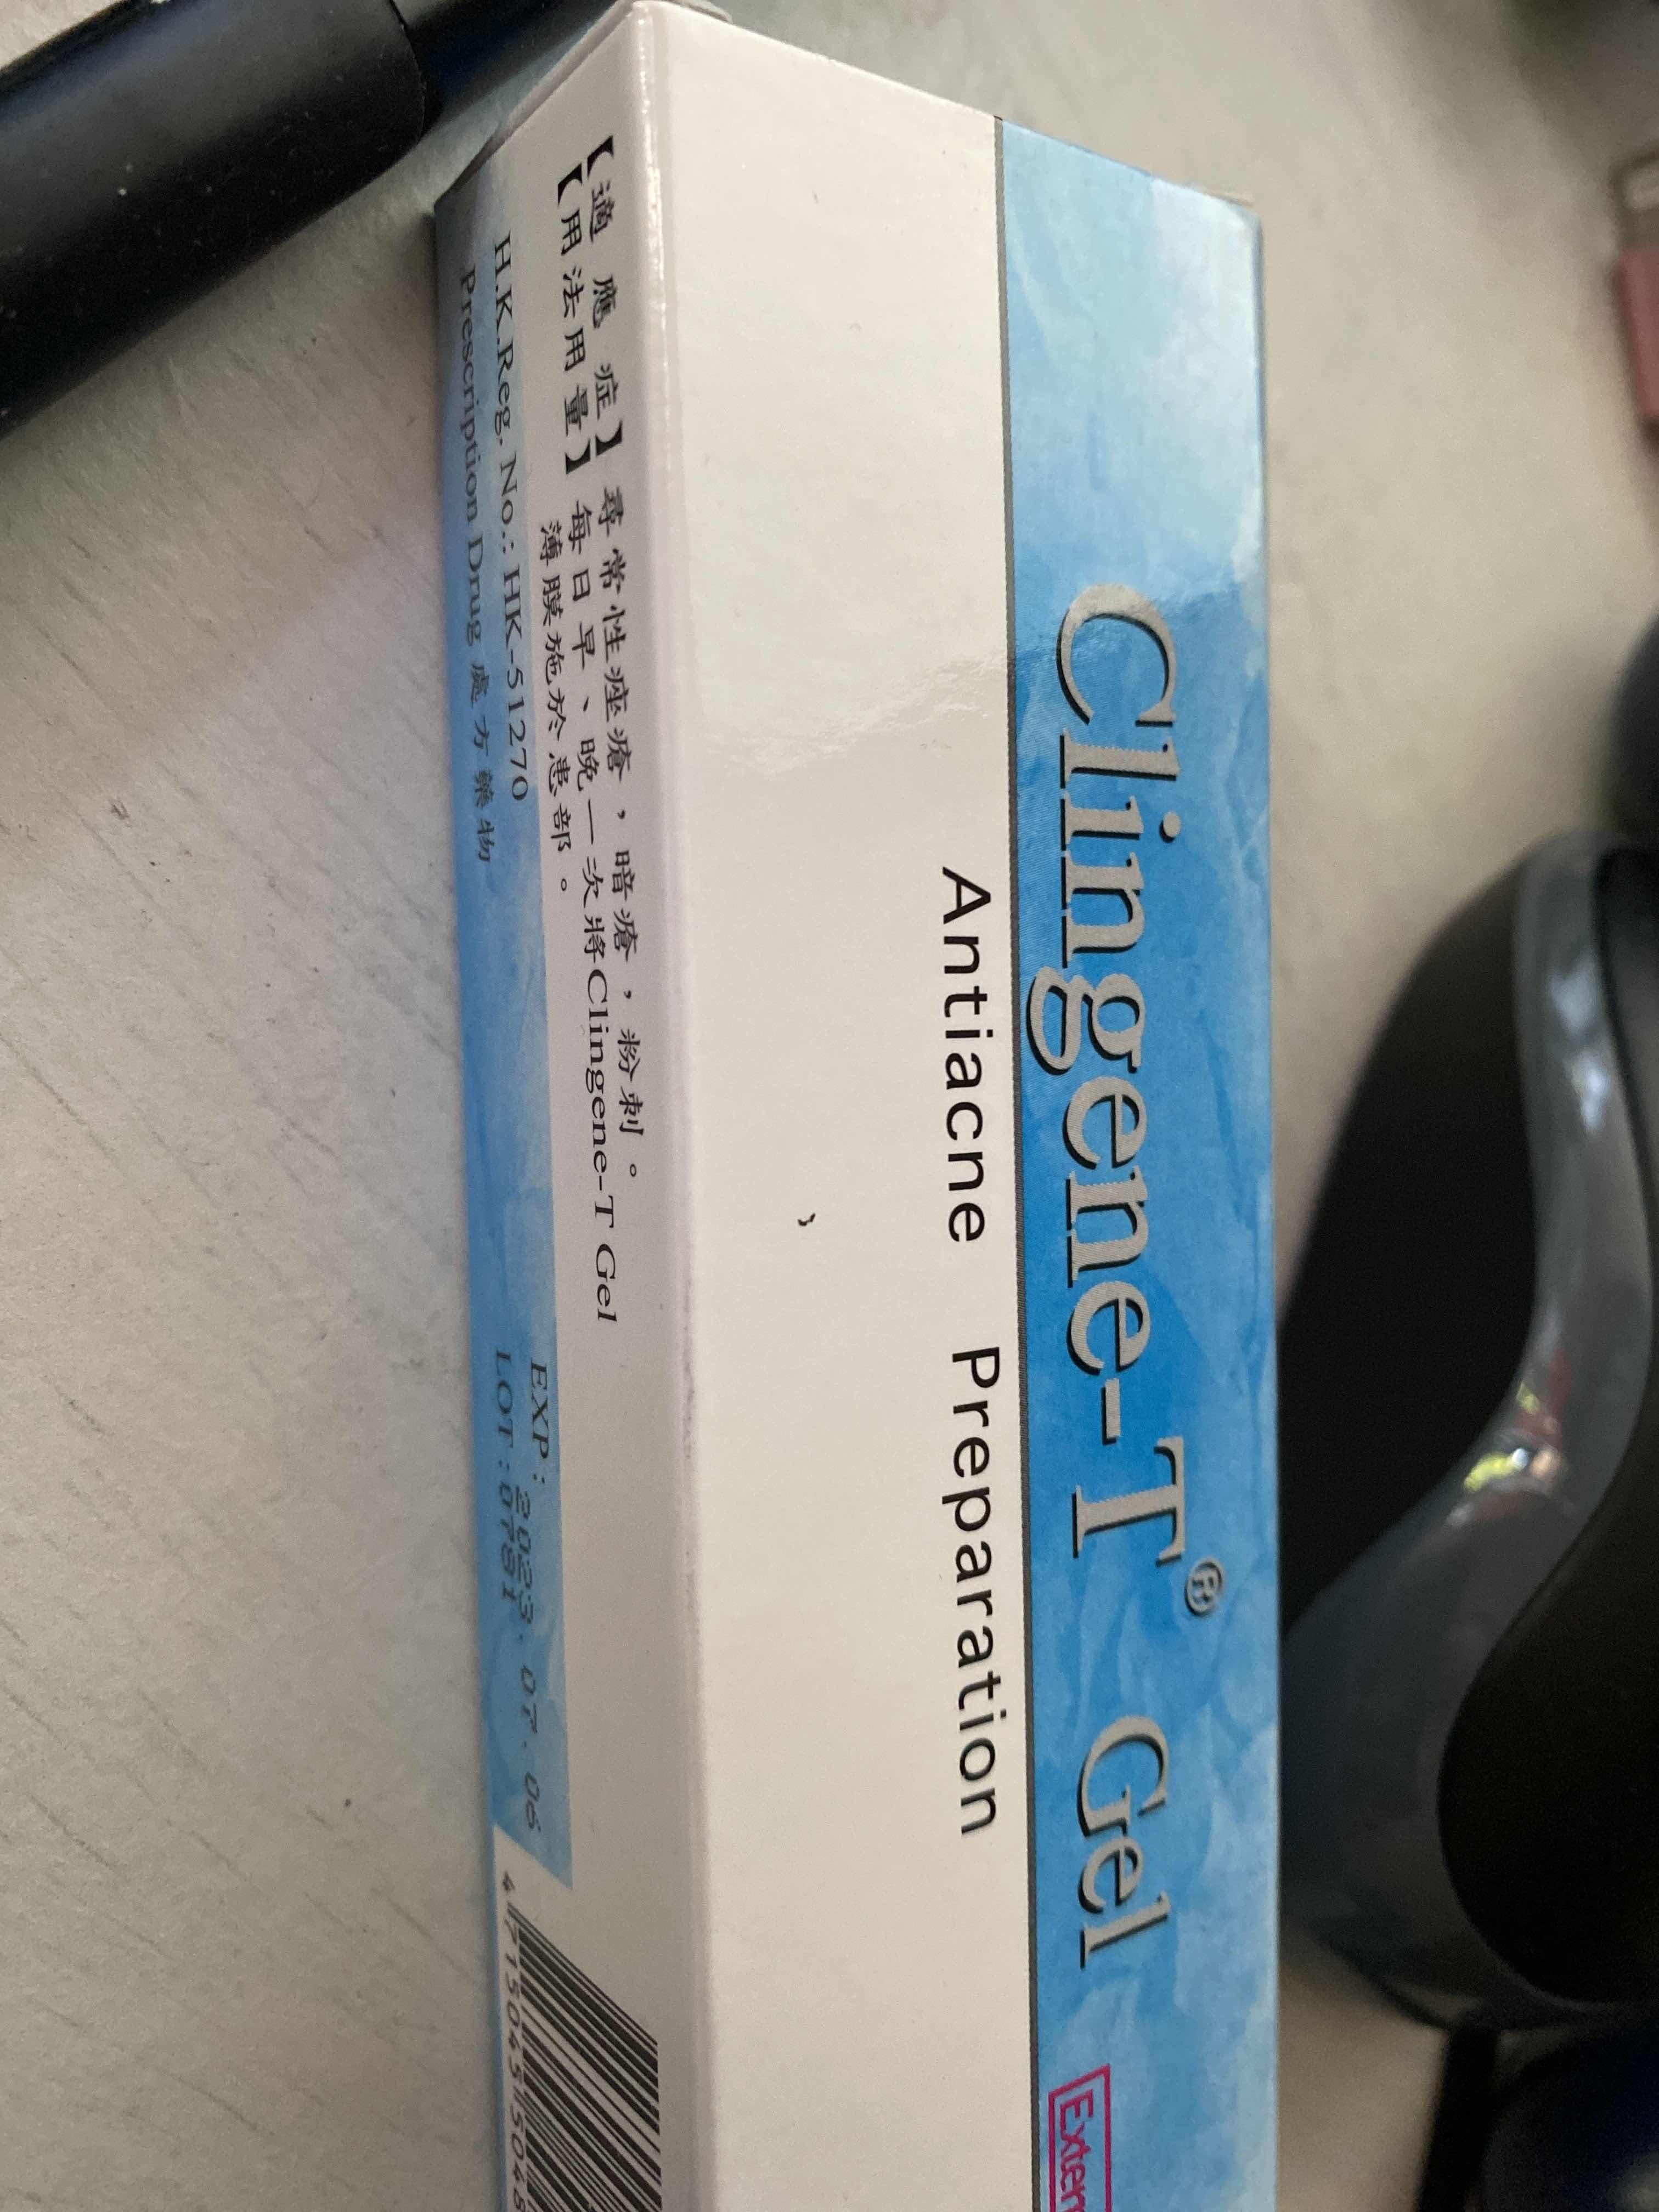 Clingene-T® Gel
Antiacne Preparation
【適應症】尋常性痤瘡，暗瘡，粉刺。
【用法用量】每日早、晚一次將Clingene-T Gel
薄膜施於患部。
H.K.Reg. No.: HK-51270
Prescription Drug 處方藥物
EXP: 2023. 07. 06
LOT: 0781